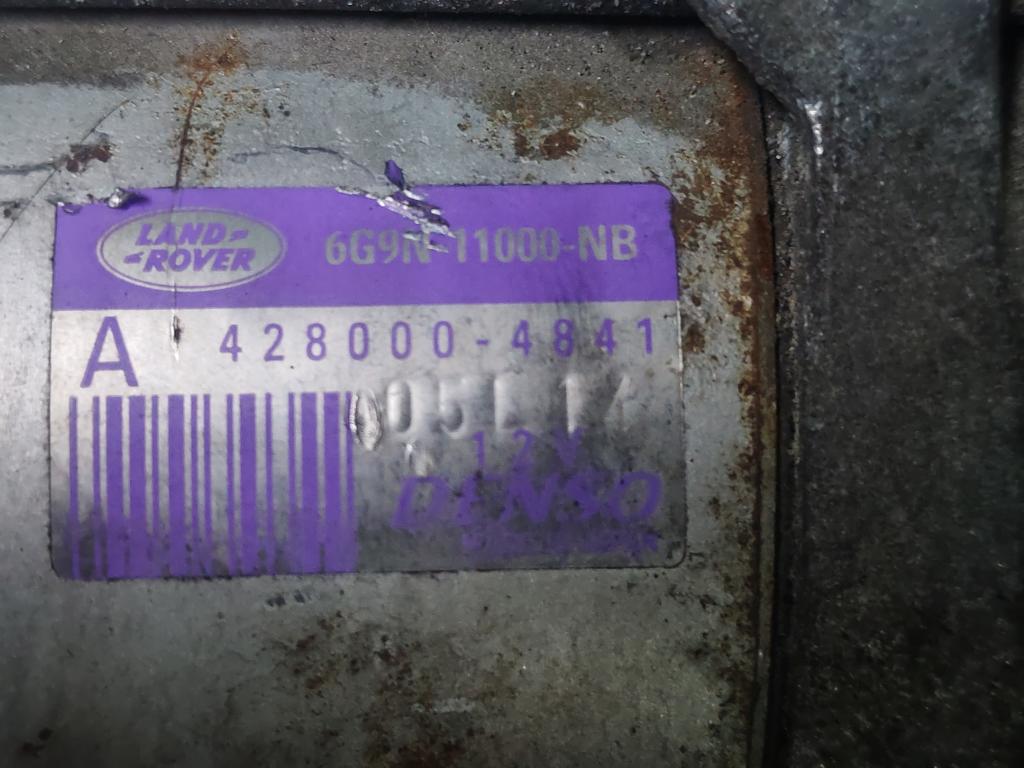 LAND-
-ROVER
6G9N-11000-NB
A 428000-4841
12V
DENSO